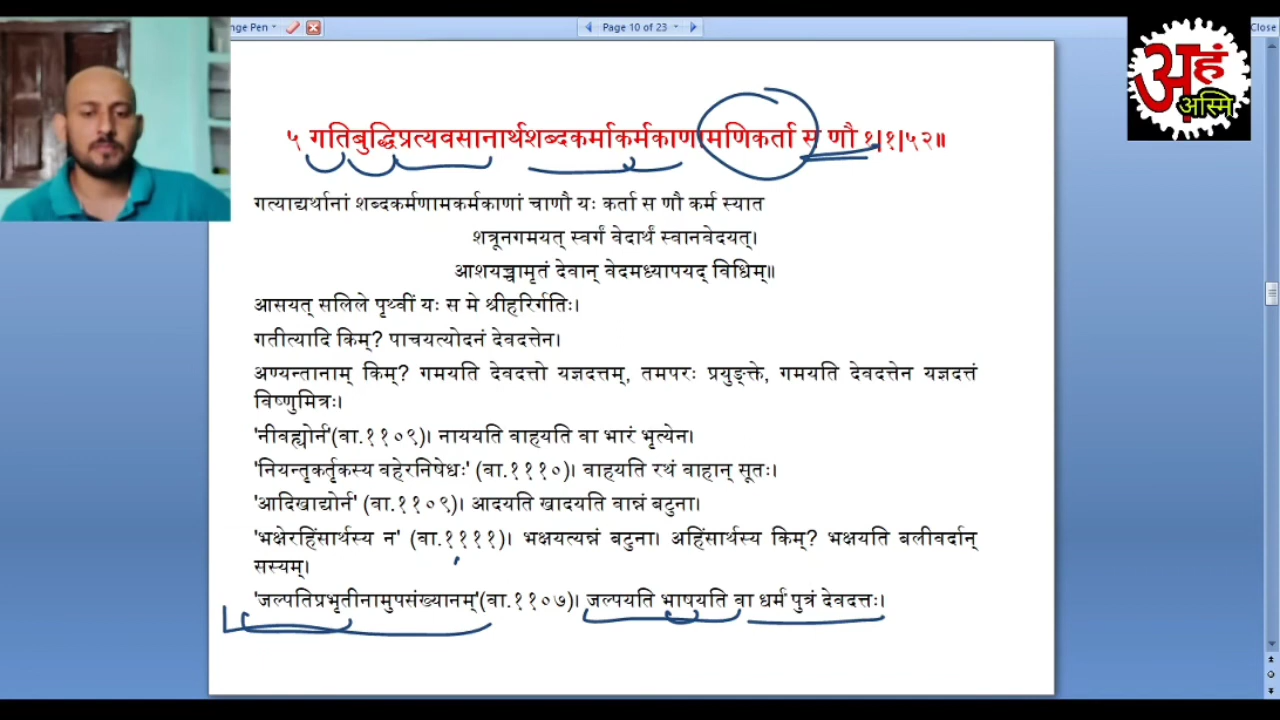 nge Pen
Page 10 of 23
Close
अहं
अस्मि
५ गतिबुद्धिप्रत्यवसानार्थशब्दकर्माकर्मकाणामणिकर्ता स णौ १|१|५२॥
गत्याद्यर्थानां शब्दकर्मणामकर्मकाणां चाणौ यः कर्ता स णौ कर्म स्यात
शत्रूनगमयत् स्वर्गं वेदार्थं स्वानवेदयत्।
आशयच्चामृतं देवान् वेदमध्यापयद् विधिम्॥
आसयत् सलिले पृथ्वीं यः स मे श्रीहरिर्गतिः।
गतीत्यादि किम्? पाचयत्योदनं देवदत्तेन।
अण्यन्तानाम् किम्? गमयति देवदत्तो यज्ञदत्तम्, तमपरः प्रयुङ्क्ते, गमयति देवदत्तेन यज्ञदत्तं
विष्णुमित्रः।
'नीवह्योर्न'(वा.११०९)। नाययति वाहयति वा भारं भृत्येन।
'नियन्तृकर्तृकस्य वहेरनिषेधः' (वा.१११०)। वाहयति रथं वाहान् सूतः।
'आदिखाद्योर्न' (वा.११०९)। आदयति खादयति वान्नं बटुना।
'भक्षेरहिंसार्थस्य न' (वा.११११)। भक्षयत्यन्नं बटुना। अहिंसार्थस्य किम्? भक्षयति बलीवर्दान्
सस्यम्।
'जल्पतिप्रभृतीनामुपसंख्यानम्'(वा.११०७)। जल्पयति भाषयति वा धर्म पुत्रं देवदत्तः।